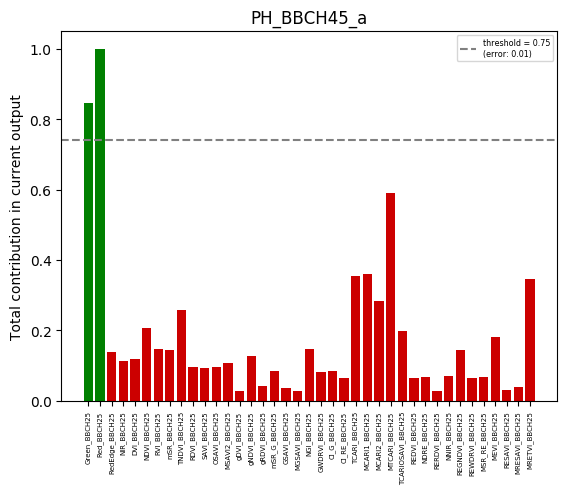 PH_BBCH45_a
threshold = 0.75
(error: 0.01)
Total contribution in current output
1.0
0.8
0.6
0.4
0.2
0.0
Green_BBCH25
Red_BBCH25
RedEdge_BBCH25
NIR_BBCH25
DVI_BBCH25
NDVI_BBCH25
RVI_BBCH25
mSR_BBCH25
TNDVI_BBCH25
RDVI_BBCH25
SAVI_BBCH25
OSAVI_BBCH25
MSAVI2_BBCH25
gDVI_BBCH25
gNDVI_BBCH25
gRDVI_BBCH25
mSR_G_BBCH25
GSAVI_BBCH25
MGSAVI_BBCH25
NGI_BBCH25
GWDRVI_BBCH25
CI_G_BBCH25
CI_RE_BBCH25
TCARI_BBCH25
MCARI1_BBCH25
MCARI2_BBCH25
MTCARI_BBCH25
TCARIOSAVI_BBCH25
REDVI_BBCH25
NDRE_BBCH25
RERDVI_BBCH25
NNIR_BBCH25
REGNDVI_BBCH25
REWDRVI_BBCH25
MSR_RE_BBCH25
MEVI_BBCH25
RESAVI_BBCH25
MRESAVI_BBCH25
MRETVI_BBCH25